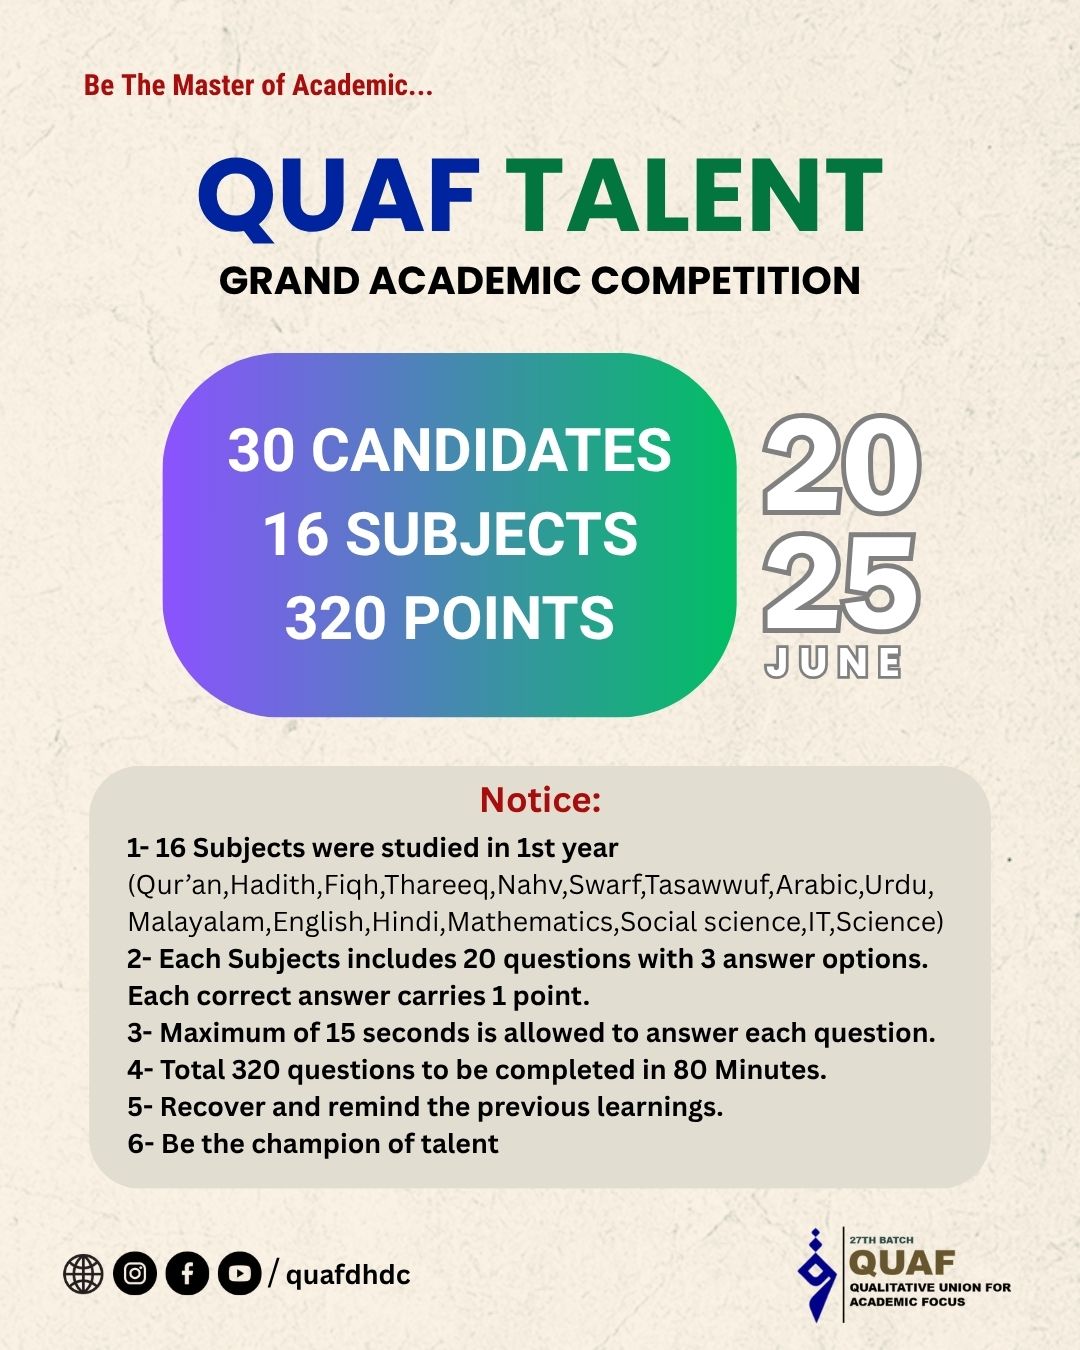 Be The Master of Academic...
QUAF TALENT
GRAND ACADEMIC COMPETITION
30 CANDIDATES
16 SUBJECTS
320 POINTS
20
25
JUNE
Notice:
1- 16 Subjects were studied in 1st year
(Qur’an,Hadith,Fiqh,Thareeq,Nahv,Swarf,Tasawwuf,Arabic,Urdu,
Malayalam,English,Hindi,Mathematics,Social science,IT,Science)
2- Each Subjects includes 20 questions with 3 answer options.
Each correct answer carries 1 point.
3- Maximum of 15 seconds is allowed to answer each question.
4- Total 320 questions to be completed in 80 Minutes.
5- Recover and remind the previous learnings.
6- Be the champion of talent
/ quafdhdc
27TH BATCH
QUAF
QUALITATIVE UNION FOR
ACADEMIC FOCUS